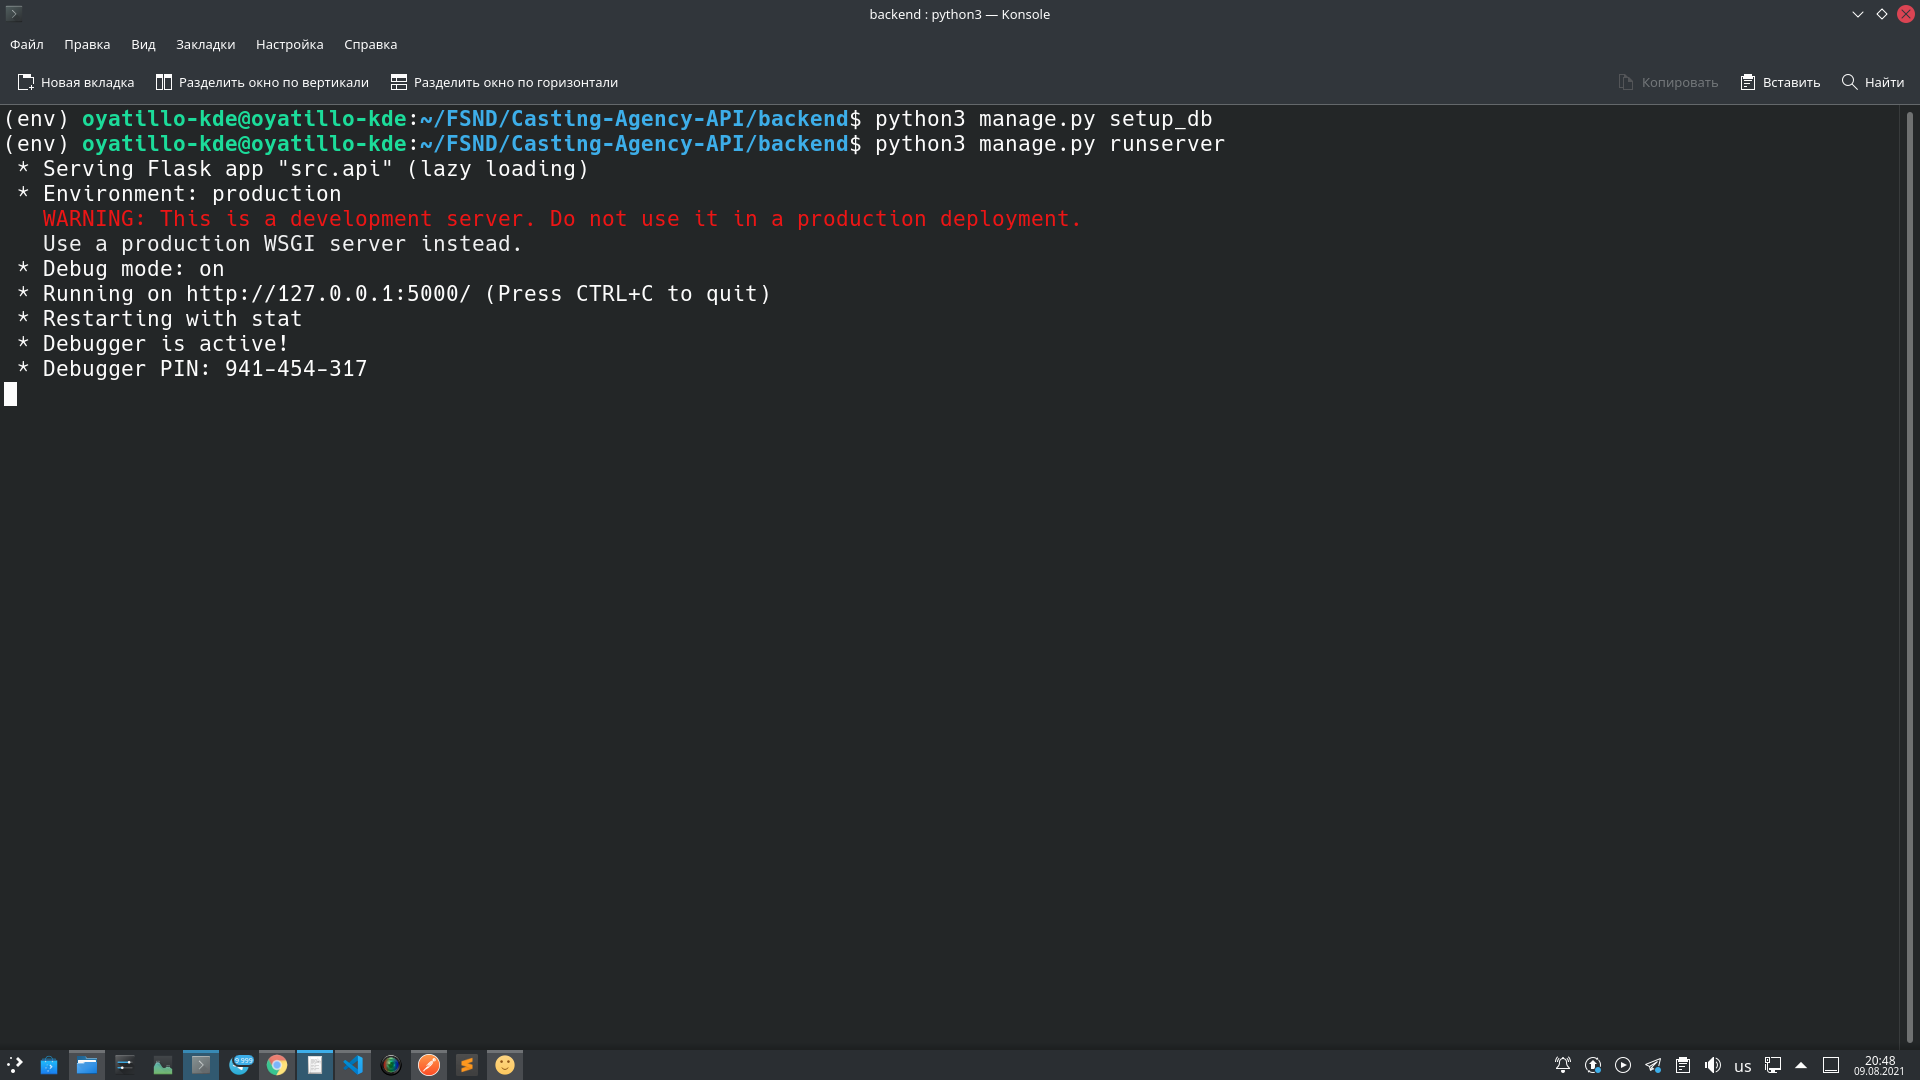 backend : python3 — Konsole
Файл Правка Вид Закладки Настройка Справка
Новая вкладка Разделить окно по вертикали Разделить окно по горизонтали Копировать Вставить Найти
(env) oyatillo-kde@oyatillo-kde:~/FSND/Casting-Agency-API/backend$ python3 manage.py setup_db
(env) oyatillo-kde@oyatillo-kde:~/FSND/Casting-Agency-API/backend$ python3 manage.py runserver
* Serving Flask app "src.api" (lazy loading)
* Environment: production
WARNING: This is a development server. Do not use it in a production deployment.
Use a production WSGI server instead.
* Debug mode: on
* Running on http://127.0.0.1:5000/ (Press CTRL+C to quit)
* Restarting with stat
* Debugger is active!
* Debugger PIN: 941-454-317
9 999
us
20:48
09.08.2021